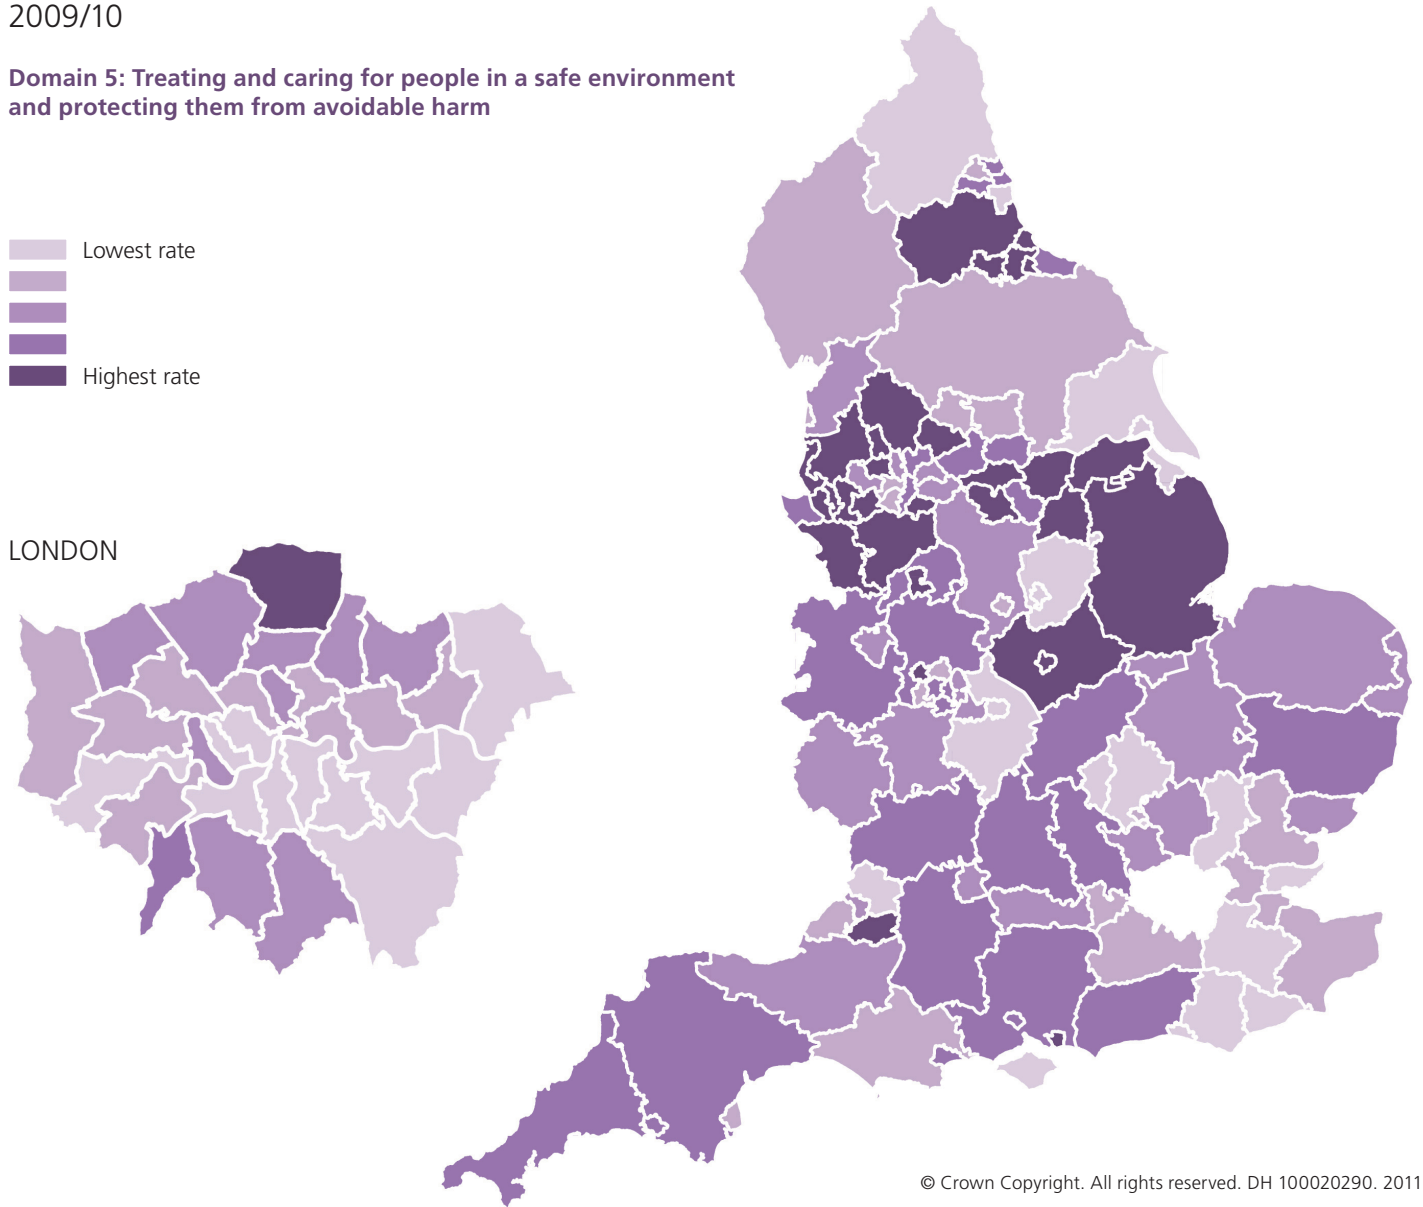 2009/10
Domain 5: Treating and caring for people in a safe environment
and protecting them from avoidable harm
Lowest rate
Highest rate
LONDON
© Crown Copyright. All rights reserved. DH 100020290. 2011